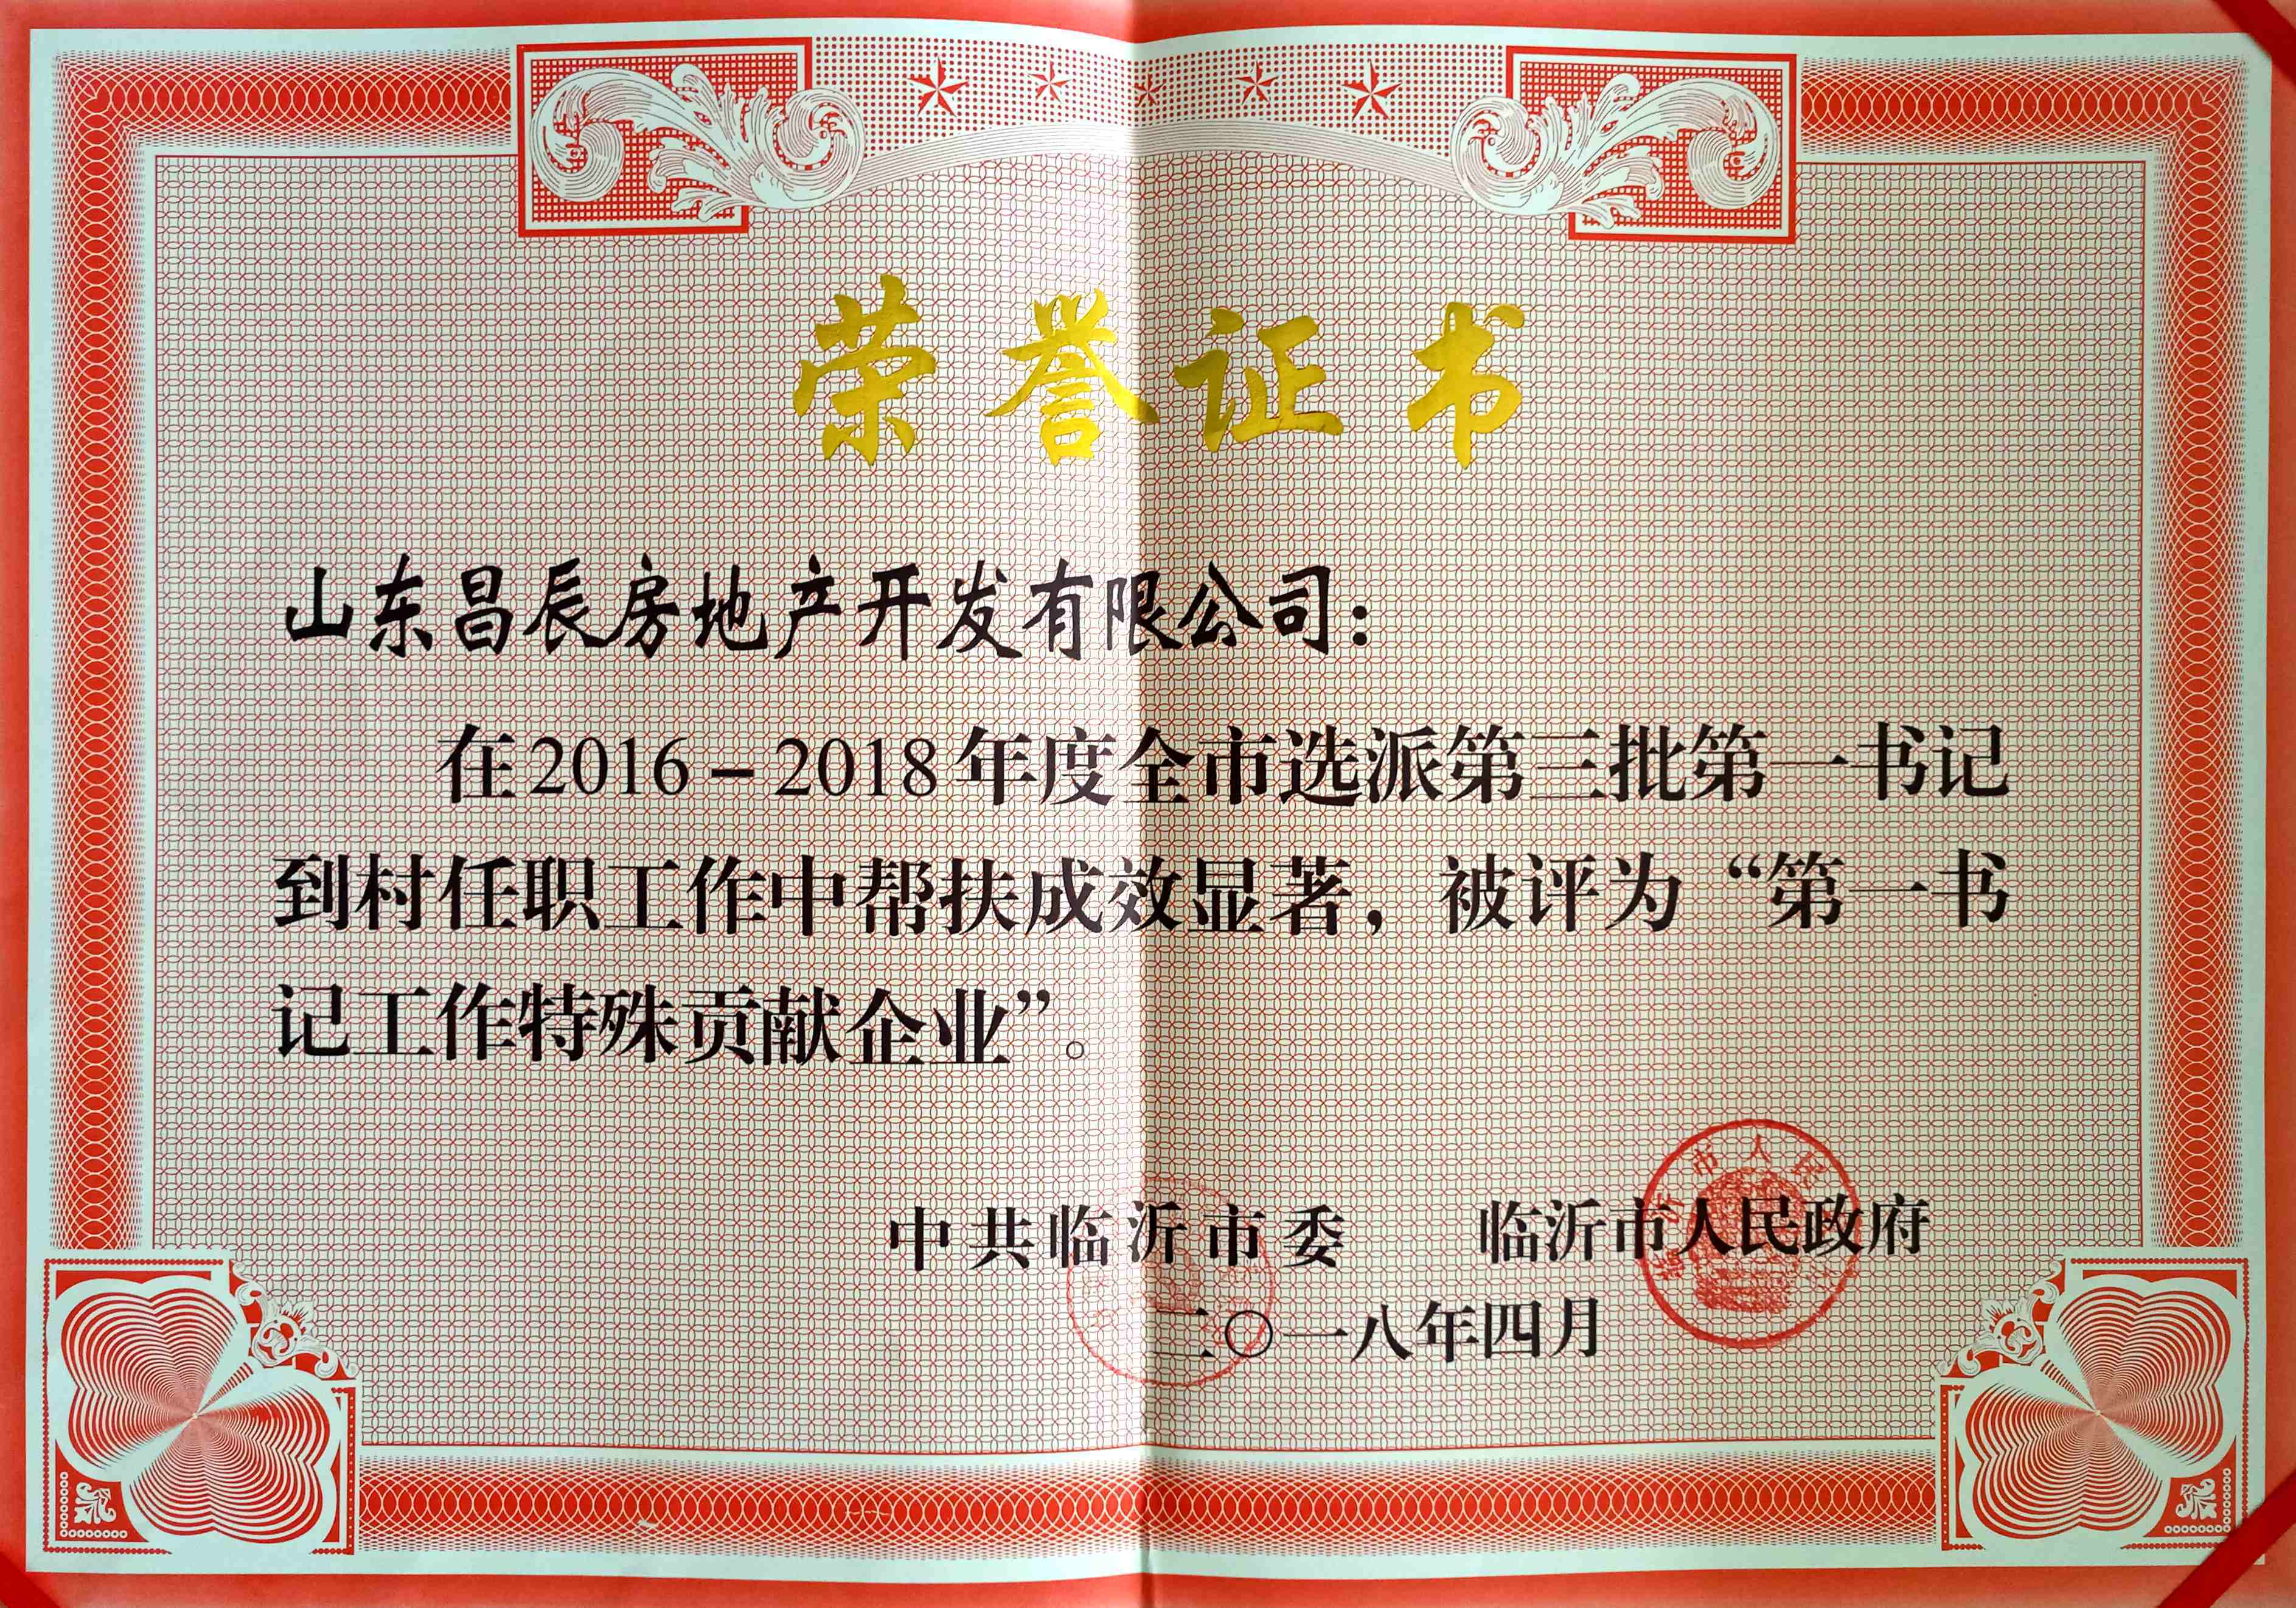 荣誉证书
山东昌辰房地产开发有限公司：
在2016－2018年度全市选派第三批第一书记
到村任职工作中帮扶成效显著，被评为“第一书
记工作特殊贡献企业”。
中共临沂市委 临沂市人民政府
二〇一八年四月